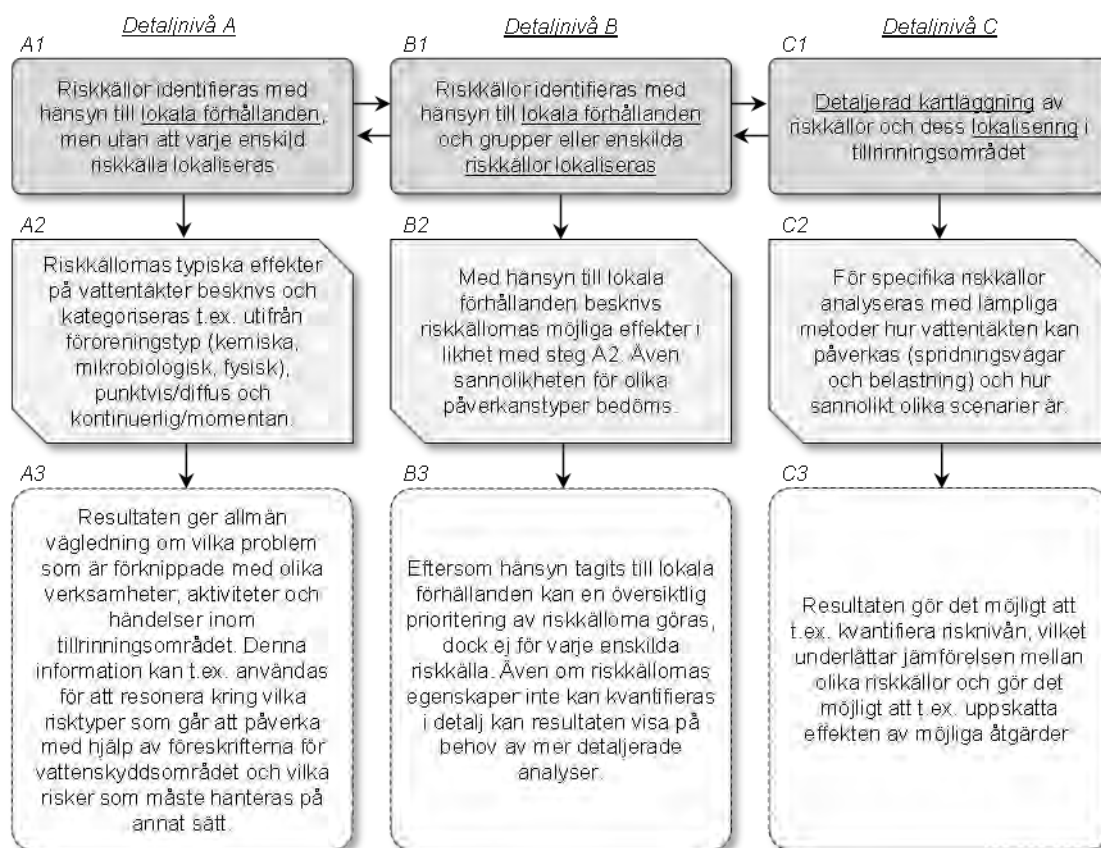 Detaljnivå A
A1
Riskkällor identifieras med
hänsyn till lokala förhållanden,
men utan att varje enskild
riskkälla lokaliseras
A2
Riskkällornas typiska effekter
på vattentäkter beskrivs och
kategoriseras t.ex. utifrån
föroreningstyp (kemiska,
mikrobiologisk, fysisk),
punktvis/diffus och
kontinuerlig/momentan.
A3
Resultaten ger allmän
vägledning om vilka problem
som är förknippade med olika
verksamheter, aktiviteter och
händelser inom
tillrinningsområdet. Denna
information kan t.ex. användas
för att resonera kring vilka
risktyper som går att påverka
med hjälp av föreskrifterna för
vattenskyddsområdet och vilka
risker som måste hanteras på
annat sätt.
Detaljnivå B
B1
Riskkällor identifieras med
hänsyn till lokala förhållanden
och grupper eller enskilda
riskkällor lokaliseras
B2
Med hänsyn till lokala
förhållanden beskrivs
riskkällornas möjliga effekter i
likhet med steg A2. Även
sannolikheten för olika
påverkanstyper bedöms.
B3
Eftersom hänsyn tagits till lokala
förhållanden kan en översiktlig
prioritering av riskkällorna göras,
dock ej för varje enskilda
riskkälla. Även om riskkällornas
egenskaper inte kan kvantifieras
i detalj kan resultaten visa på
behov av mer detaljerade
analyser.
Detaljnivå C
C1
Detaljerad kartläggning av
riskkällor och dess lokalisering i
tillrinningsområdet
C2
För specifika riskkällor
analyseras med lämpliga
metoder hur vattentäkten kan
påverkas (spridningsvägar
och belastning) och hur
sannolikt olika scenarier är.
C3
Resultaten gör det möjligt att
t.ex. kvantifiera risknivån, vilket
underlättar jämförelsen mellan
olika riskkällor och gör det
möjligt att t.ex. uppskatta
effekten av möjliga åtgärder